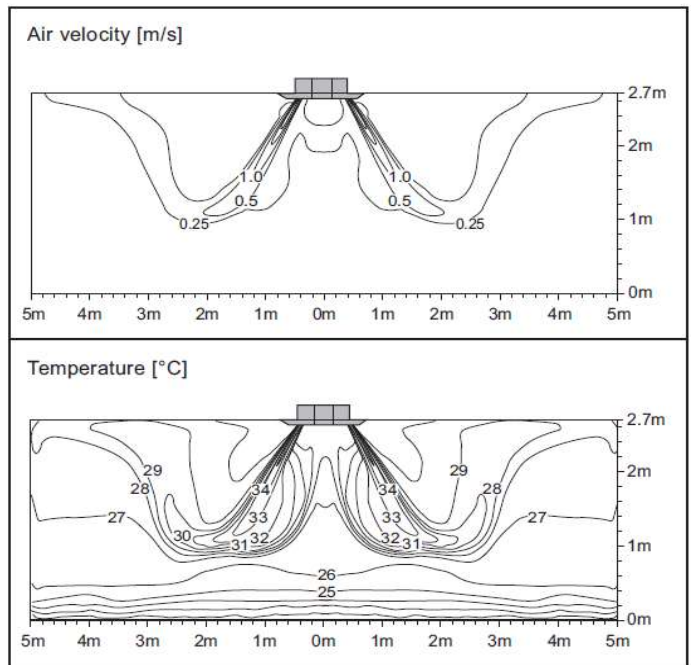 Air velocity [m/s]
2.7m
2m
1.0 1.0
0.5 0.5
1m
0.25 0.25
0m
5m 4m 3m 2m 1m 0m 1m 2m 3m 4m 5m
Temperature [°C]
2.7m
29 29
2m
28 34 34 28
27 33 33 27
30 32 32
31 31
1m
26
25
0m
5m 4m 3m 2m 1m 0m 1m 2m 3m 4m 5m